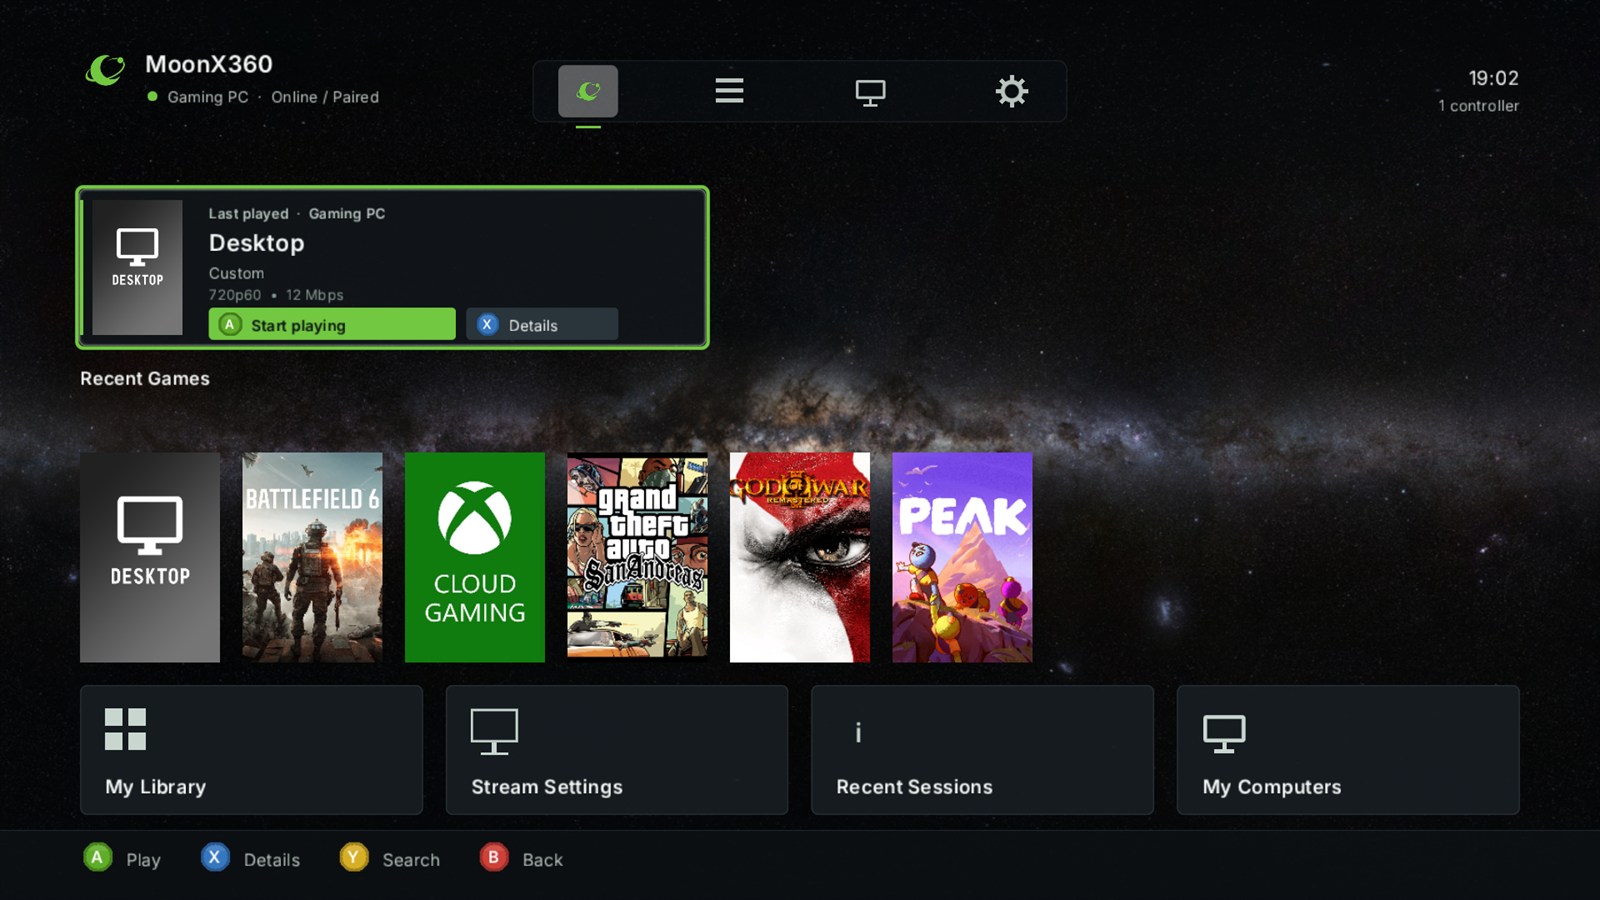 MoonX360
Gaming PC · Online / Paired
19:02
1 controller
Last played · Gaming PC
Desktop
Custom
720p60 • 12 Mbps
A Start playing
X Details
DESKTOP
Recent Games
DESKTOP
BATTLEFIELD 6
CLOUD
GAMING
grand
theft
auto
San Andreas
GOD OF WAR
III
REMASTERED
PEAK
My Library
Stream Settings
i
Recent Sessions
My Computers
A Play
X Details
Y Search
B Back